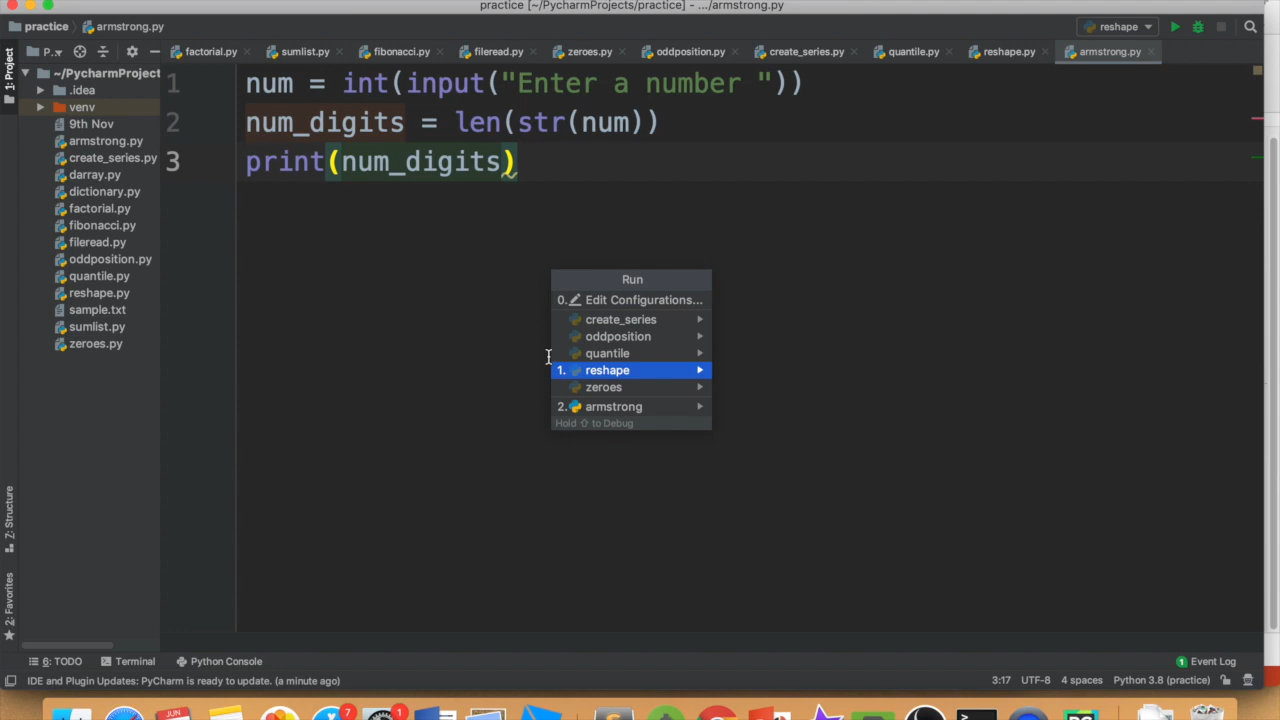 practice [~/PycharmProjects/practice] - .../armstrong.py
practice armstrong.py reshape
1: Project
P.. factorial.py sumlist.py fibonacci.py fileread.py zeroes.py oddposition.py create_series.py quantile.py reshape.py armstrong.py
~/PycharmProject
.idea
venv
9th Nov
armstrong.py
create_series.py
darray.py
dictionary.py
factorial.py
fibonacci.py
fileread.py
oddposition.py
quantile.py
reshape.py
sample.txt
sumlist.py
zeroes.py
1 num = int(input("Enter a number "))
2 num_digits = len(str(num))
3 print(num_digits)
Run
0. Edit Configurations...
create_series
oddposition
quantile
1. reshape
zeroes
2. armstrong
Hold ⇧ to Debug
Z: Structure
2: Favorites
6: TODO Terminal Python Console 1 Event Log
IDE and Plugin Updates: PyCharm is ready to update. (a minute ago) 3:17 UTF-8 4 spaces Python 3.8 (practice)
JUN 7 1